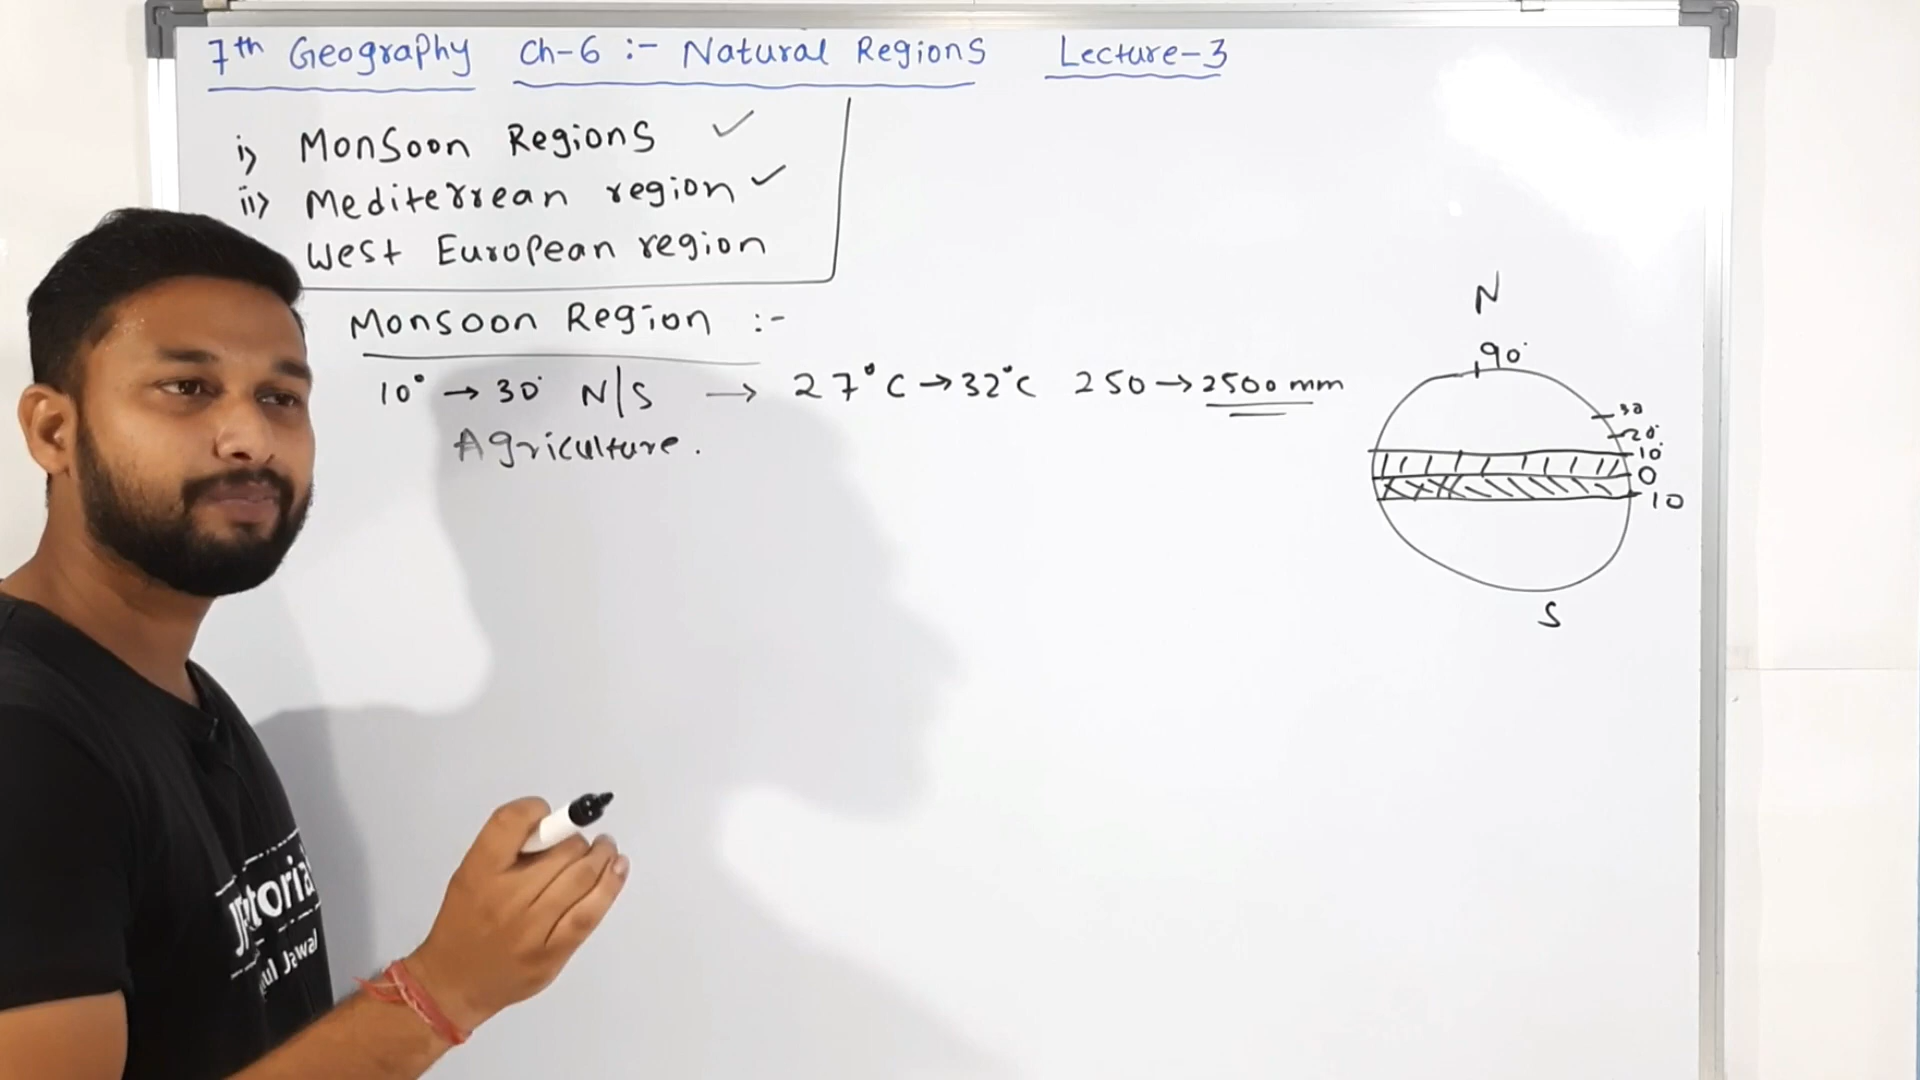 7th Geography Ch-6 :- Natural Regions Lecture-3
i) Monsoon Regions ✓
ii) Mediterrean region ✓
West European region
Monsoon Region :-
10° → 30° N/S → 27°C → 32°C 250 → 2500 mm
Agriculture.
N
90°
30
20°
10°
0
10
S
Jawal